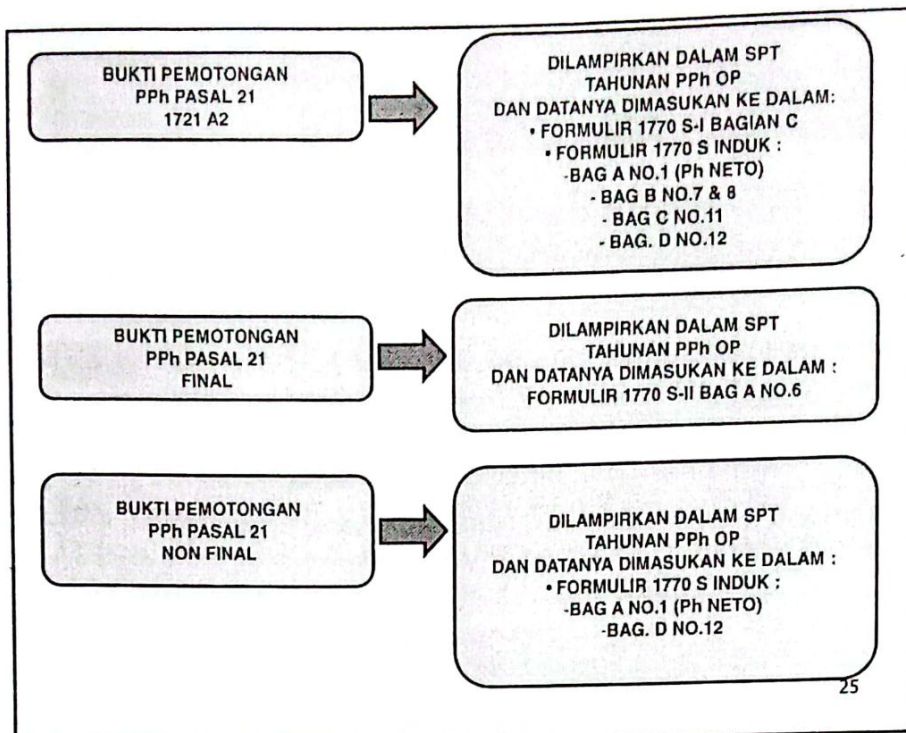 BUKTI PEMOTONGAN
PPh PASAL 21
1721 A2
DILAMPIRKAN DALAM SPT
TAHUNAN PPh OP
DAN DATANYA DIMASUKAN KE DALAM:
• FORMULIR 1770 S-I BAGIAN C
• FORMULIR 1770 S INDUK :
-BAG A NO.1 (Ph NETO)
- BAG B NO.7 & 8
- BAG C NO.11
- BAG. D NO.12
BUKTI PEMOTONGAN
PPh PASAL 21
FINAL
DILAMPIRKAN DALAM SPT
TAHUNAN PPh OP
DAN DATANYA DIMASUKAN KE DALAM :
FORMULIR 1770 S-II BAG A NO.6
BUKTI PEMOTONGAN
PPh PASAL 21
NON FINAL
DILAMPIRKAN DALAM SPT
TAHUNAN PPh OP
DAN DATANYA DIMASUKAN KE DALAM :
• FORMULIR 1770 S INDUK :
-BAG A NO.1 (Ph NETO)
-BAG. D NO.12
25